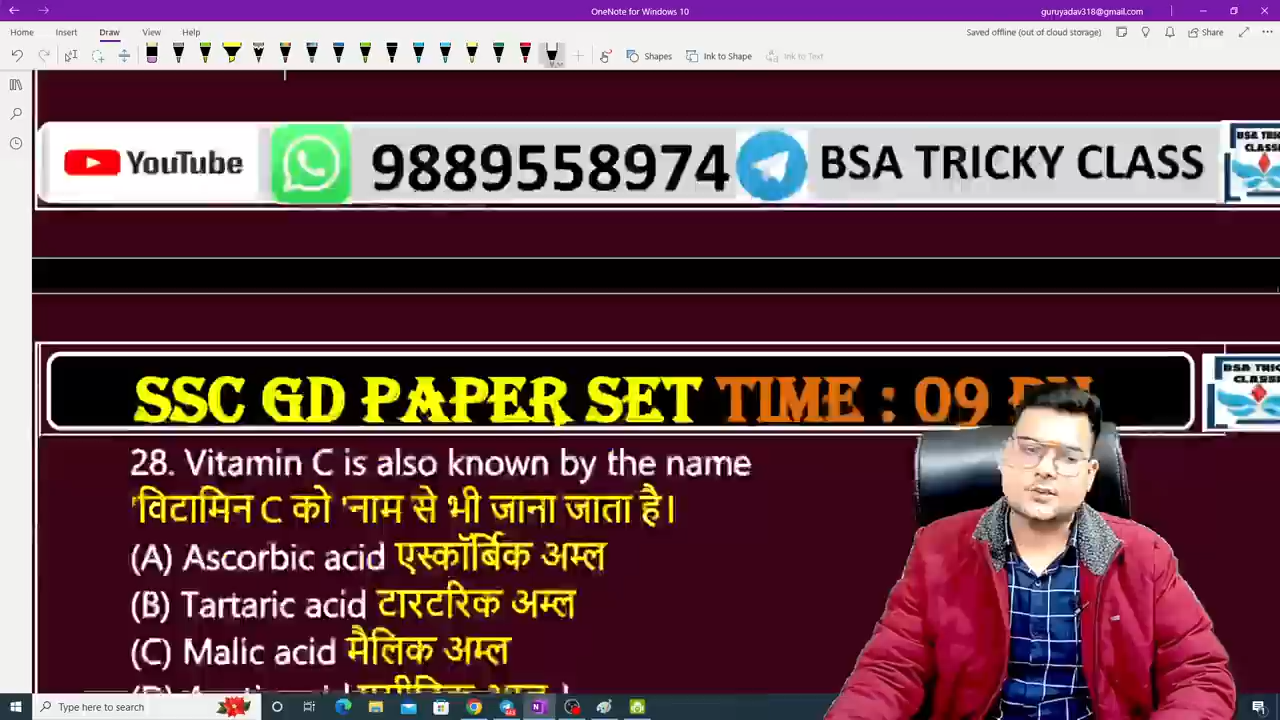 OneNote for Windows 10
guruyadav318@gmail.com
Home Insert Draw View Help
Saved offline (out of cloud storage)
Share
Shapes
Ink to Shape
Ink to Text
YouTube 9889558974 BSA TRICKY CLASS
SSC GD PAPER SET TIME : 09
28. Vitamin C is also known by the name
'विटामिन C को 'नाम से भी जाना जाता है।
(A) Ascorbic acid एस्कॉर्बिक अम्ल
(B) Tartaric acid टारटरिक अम्ल
(C) Malic acid मैलिक अम्ल
Type here to search